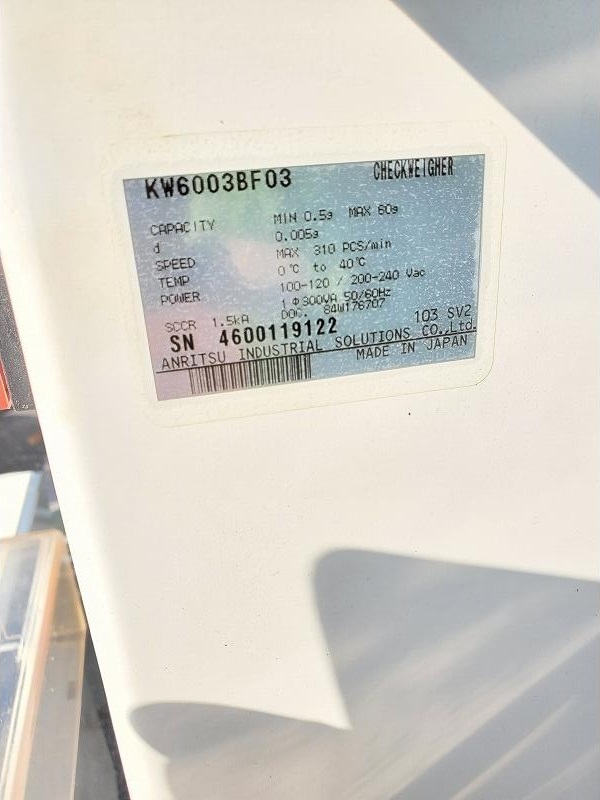 KW6003BF03 CHECKWEIGHER
CAPACITY MIN 0.5g MAX 60g
d 0.005g
SPEED MAX 310 PCS/min
TEMP 0℃ to 40℃
POWER 100-120 / 200-240 Vac
1Φ300VA 50/60Hz
SCCR 1.5kA DOC. 84W176707
SN 4600119122 103 SV2
ANRITSU INDUSTRIAL SOLUTIONS CO.,Ltd.
MADE IN JAPAN